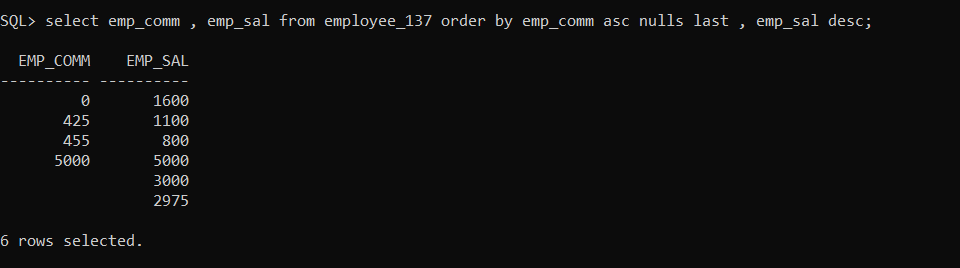 SQL> select emp_comm , emp_sal from employee_137 order by emp_comm asc nulls last , emp_sal desc;
  EMP_COMM    EMP_SAL
---------- ----------
         0       1600
       425       1100
       455        800
      5000       5000
                 3000
                 2975
6 rows selected.